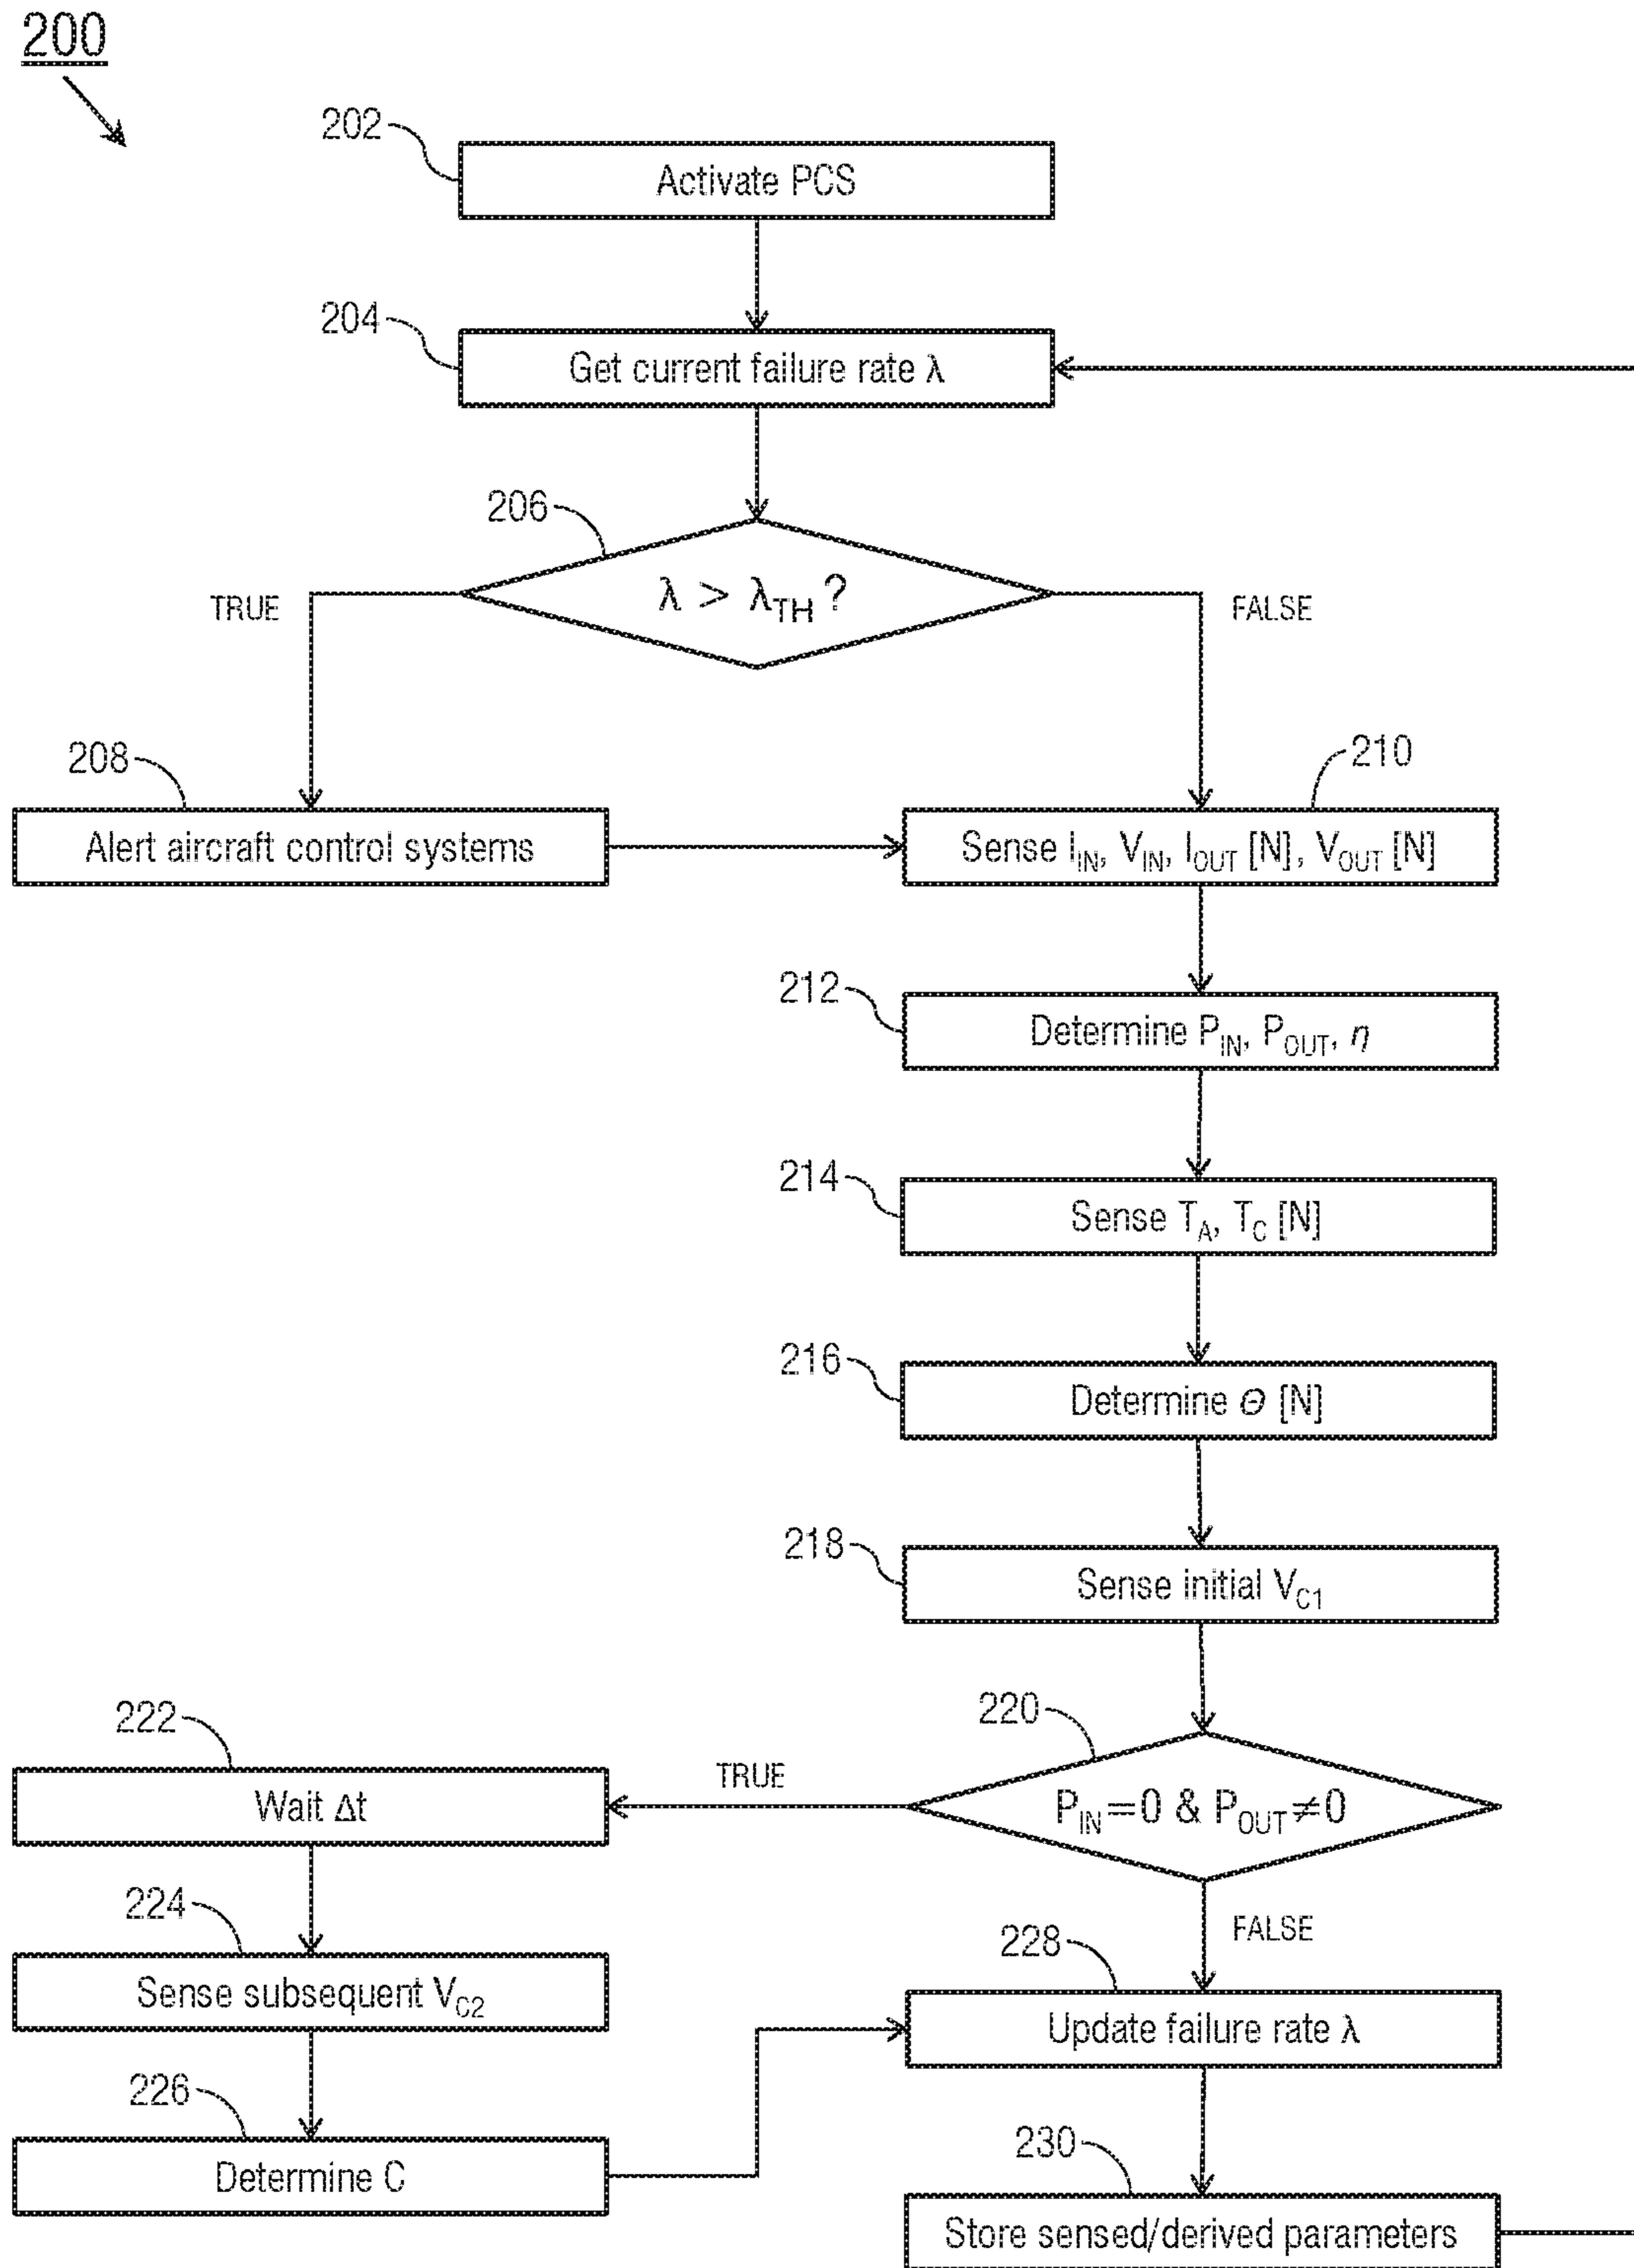 200
202
Activate PCS
204
Get current failure rate λ
206
λ > λTH ?
TRUE
FALSE
208
Alert aircraft control systems
210
Sense IIN, VIN, IOUT [N], VOUT [N]
212
Determine PIN, POUT, η
214
Sense TA, TC [N]
216
Determine Θ [N]
218
Sense initial VC1
220
PIN=0 & POUT≠0
TRUE
FALSE
222
Wait Δt
224
Sense subsequent VC2
226
Determine C
228
Update failure rate λ
230
Store sensed/derived parameters